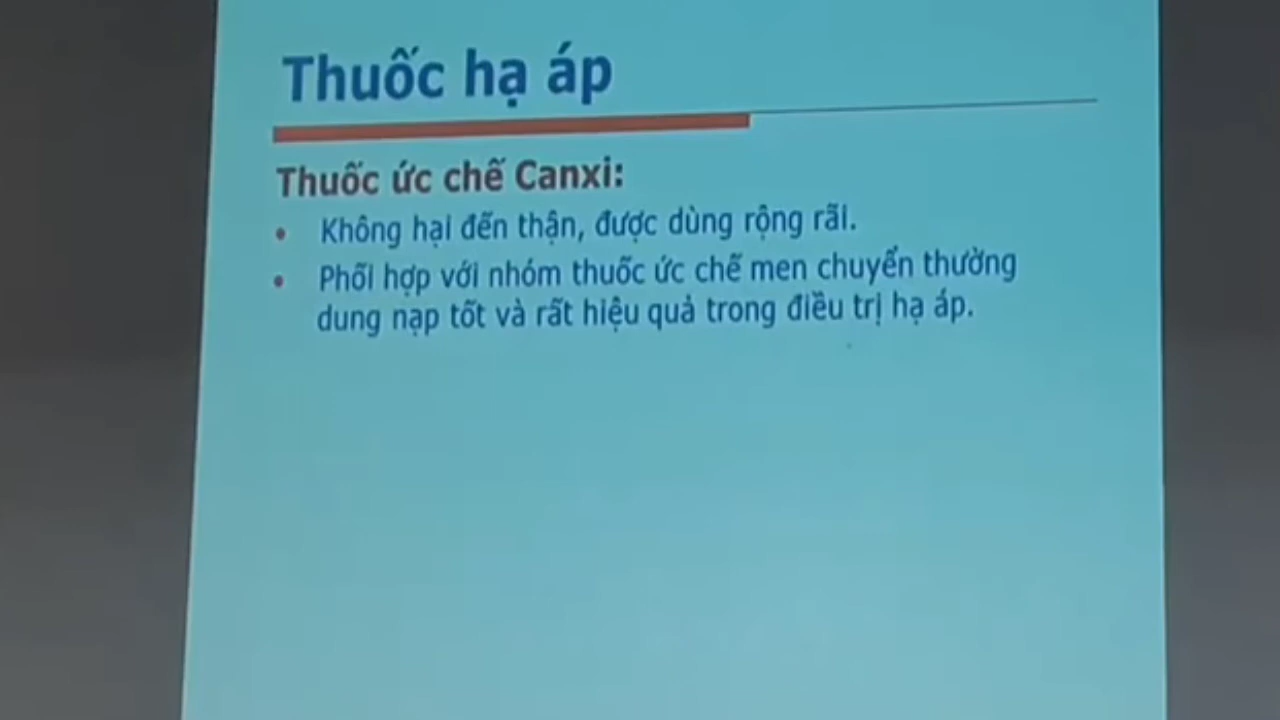 Thuốc hạ áp
Thuốc ức chế Canxi:
• Không hại đến thận, được dùng rộng rãi.
• Phối hợp với nhóm thuốc ức chế men chuyển thường
dung nạp tốt và rất hiệu quả trong điều trị hạ áp.